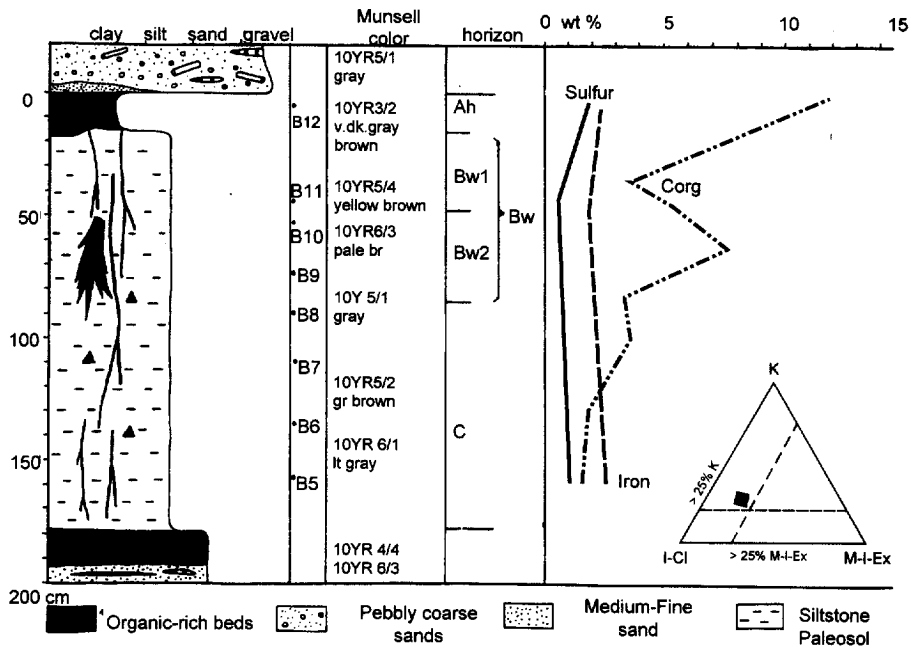 Munsell
color
clay silt sand gravel
horizon
0 wt % 5 10 15
10YR5/1
gray
0
10YR3/2
v.dk.gray
brown
B12
Ah
Sulfur
B11
10YR5/4
yellow brown
Bw1
Corg
50
Bw
B10
10YR6/3
pale br
Bw2
B9
B8
10Y 5/1
gray
100
B7
10YR5/2
gr brown
B6
C
150
10YR 6/1
lt gray
B5
Iron
K
> 25% K
I-Cl
> 25% M-i-Ex
M-I-Ex
10YR 4/4
10YR 6/3
200 cm
Organic-rich beds
Pebbly coarse
sands
Medium-Fine
sand
Siltstone
Paleosol